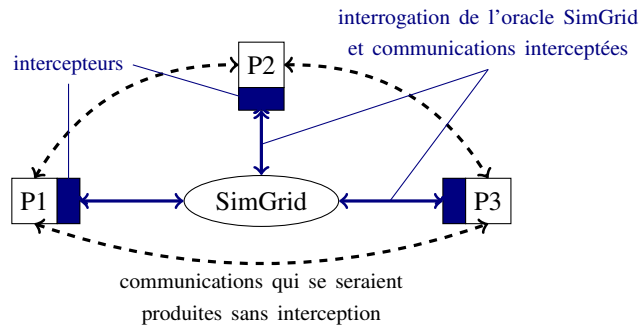 interrogation de l'oracle SimGrid
et communications interceptées
intercepteurs
P2
P1
SimGrid
P3
communications qui se seraient
produites sans interception